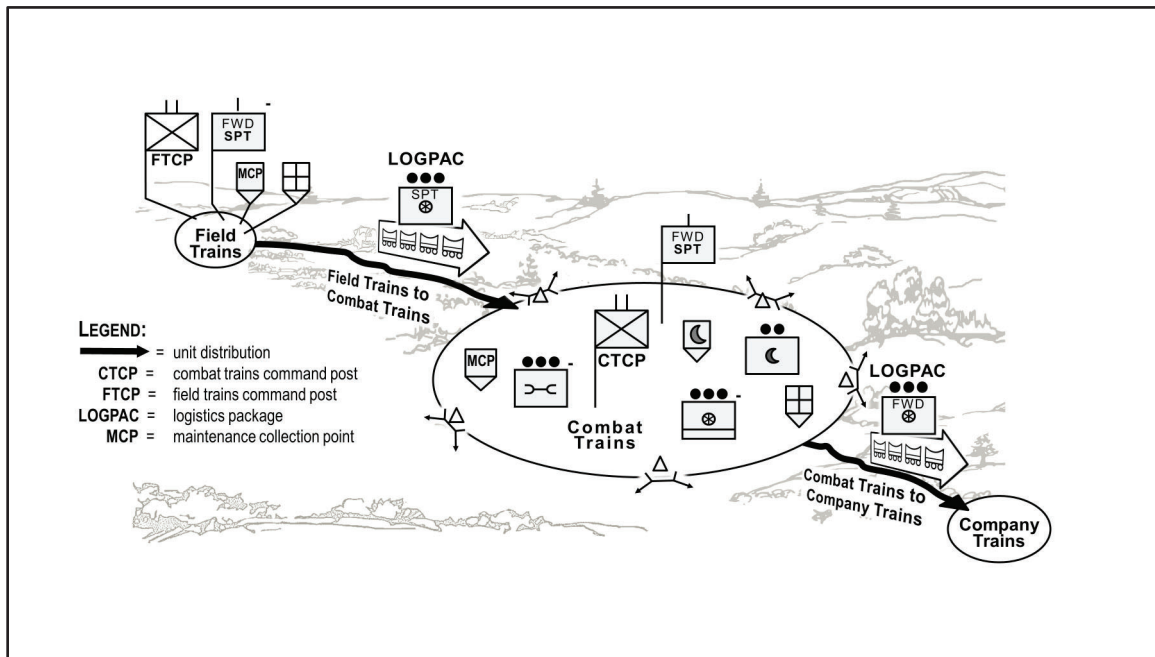 FWD
SPT
-
FTCP
MCP
LOGPAC
SPT
Field
Trains
Field Trains to
Combat Trains
FWD
SPT
LEGEND:
= unit distribution
CTCP = combat trains command post
FTCP = field trains command post
LOGPAC = logistics package
MCP = maintenance collection point
MCP
-
CTCP
-
Combat
Trains
LOGPAC
FWD
Combat Trains to
Company Trains
Company
Trains